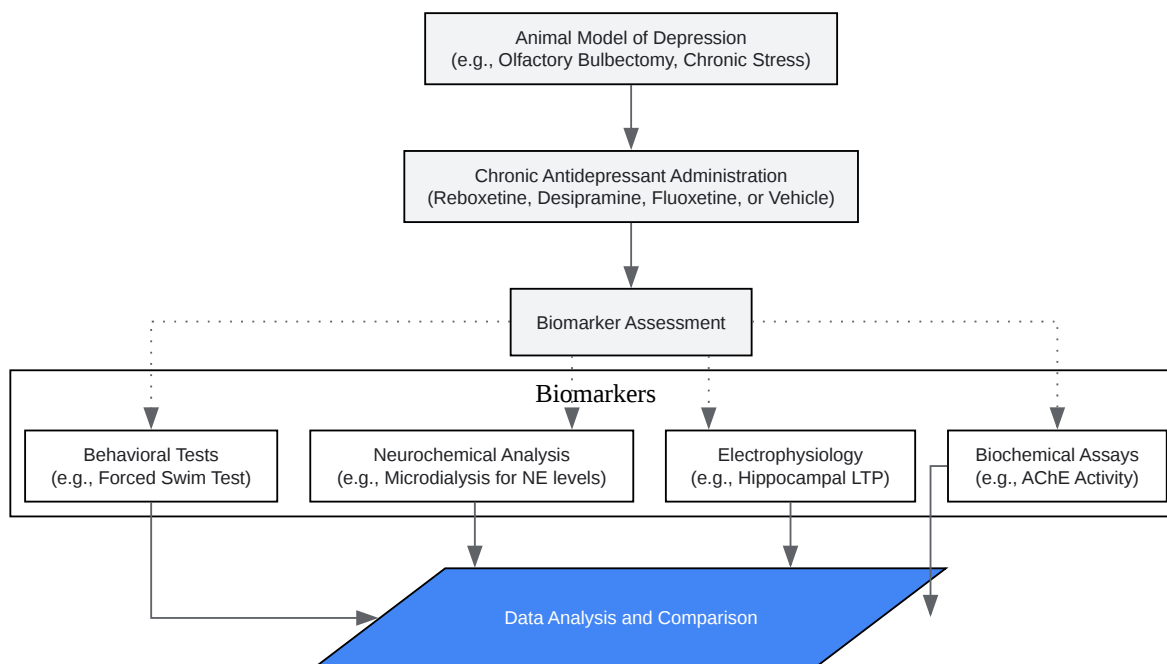 Animal Model of Depression
(e.g., Olfactory Bulbectomy, Chronic Stress)
Chronic Antidepressant Administration
(Reboxetine, Desipramine, Fluoxetine, or Vehicle)
Biomarker Assessment
Biomarkers
Behavioral Tests
(e.g., Forced Swim Test)
Neurochemical Analysis
(e.g., Microdialysis for NE levels)
Electrophysiology
(e.g., Hippocampal LTP)
Biochemical Assays
(e.g., AChE Activity)
Data Analysis and Comparison